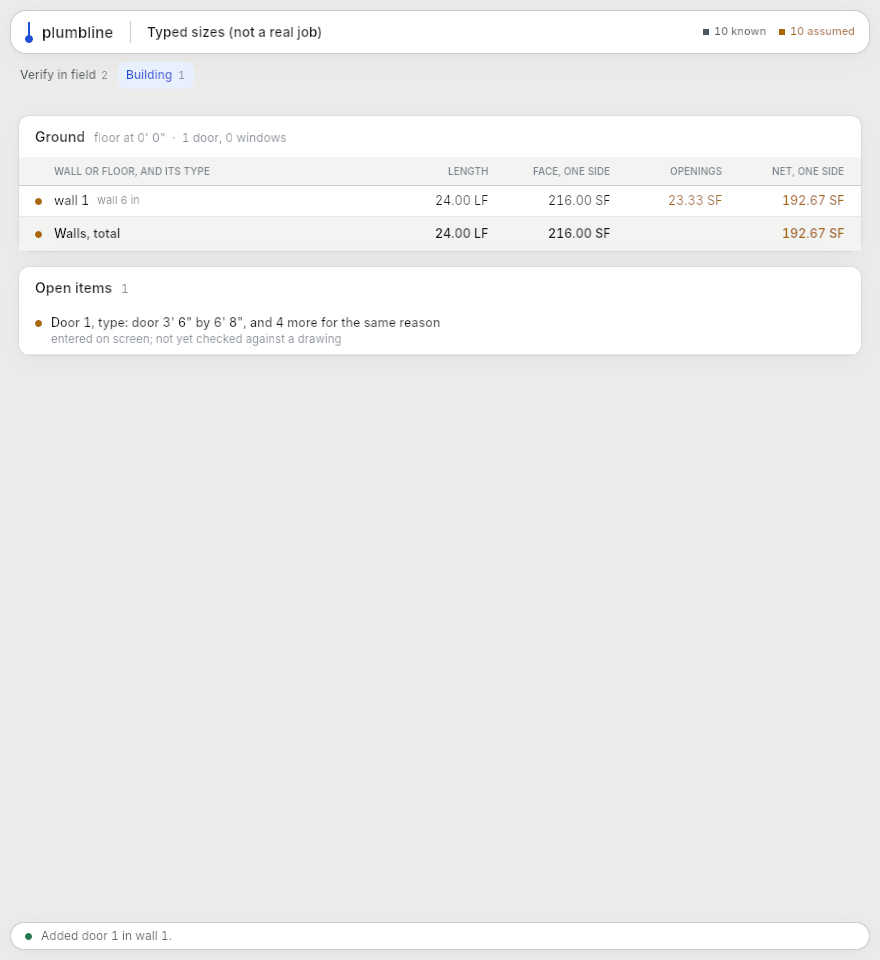 plumbline
Typed sizes (not a real job)
10 known
10 assumed
Verify in field 2
Building 1
Ground floor at 0' 0" · 1 door, 0 windows
WALL OR FLOOR, AND ITS TYPE LENGTH FACE, ONE SIDE OPENINGS NET, ONE SIDE
wall 1 wall 6 in 24.00 LF 216.00 SF 23.33 SF 192.67 SF
Walls, total 24.00 LF 216.00 SF 192.67 SF
Open items 1
Door 1, type: door 3' 6" by 6' 8", and 4 more for the same reason
entered on screen; not yet checked against a drawing
Added door 1 in wall 1.